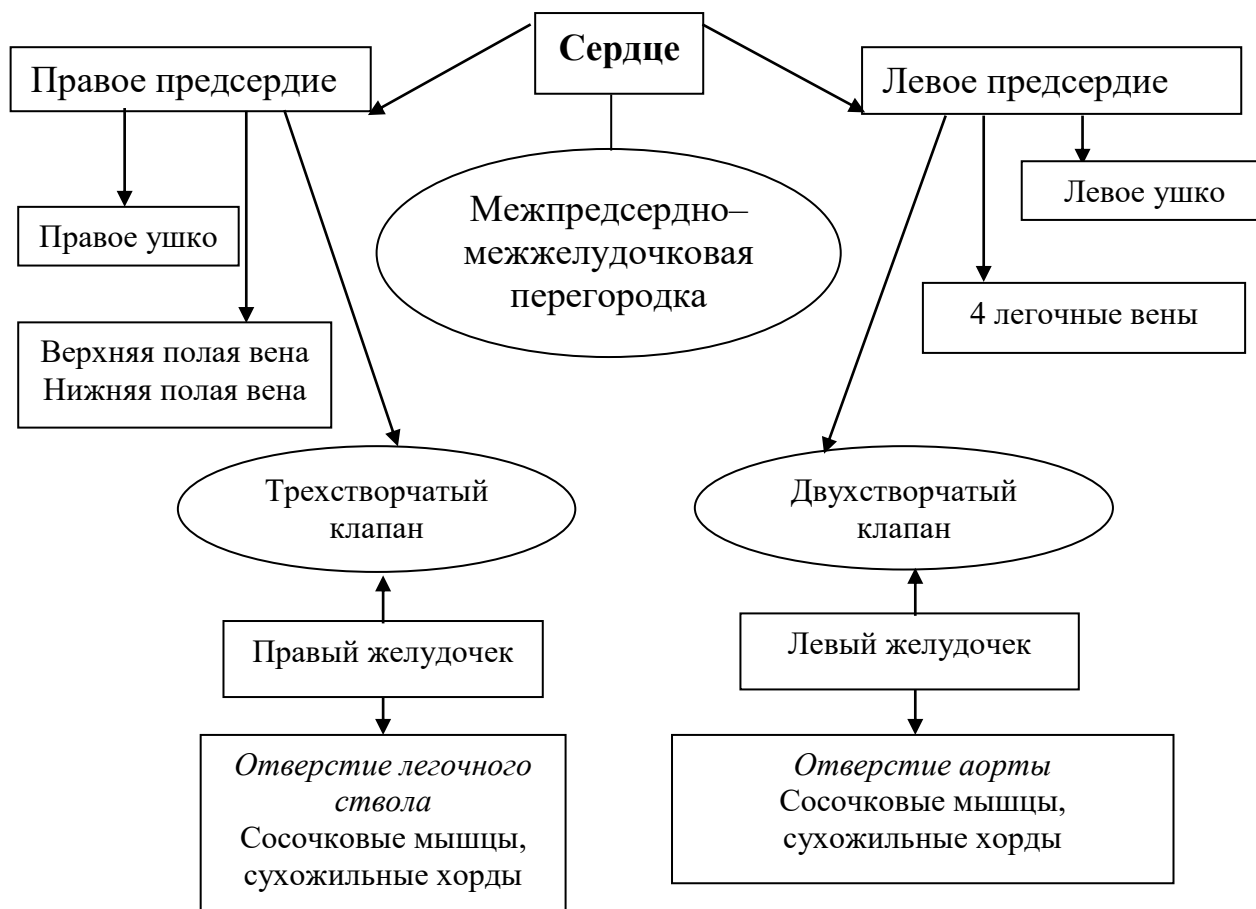 Сердце
Правое предсердие
Левое предсердие
Межпредсердно–
межжелудочковая
перегородка
Левое ушко
Правое ушко
4 легочные вены
Верхняя полая вена
Нижняя полая вена
Трехстворчатый
клапан
Двухстворчатый
клапан
Правый желудочек
Левый желудочек
Отверстие легочного
ствола
Сосочковые мышцы,
сухожильные хорды
Отверстие аорты
Сосочковые мышцы,
сухожильные хорды